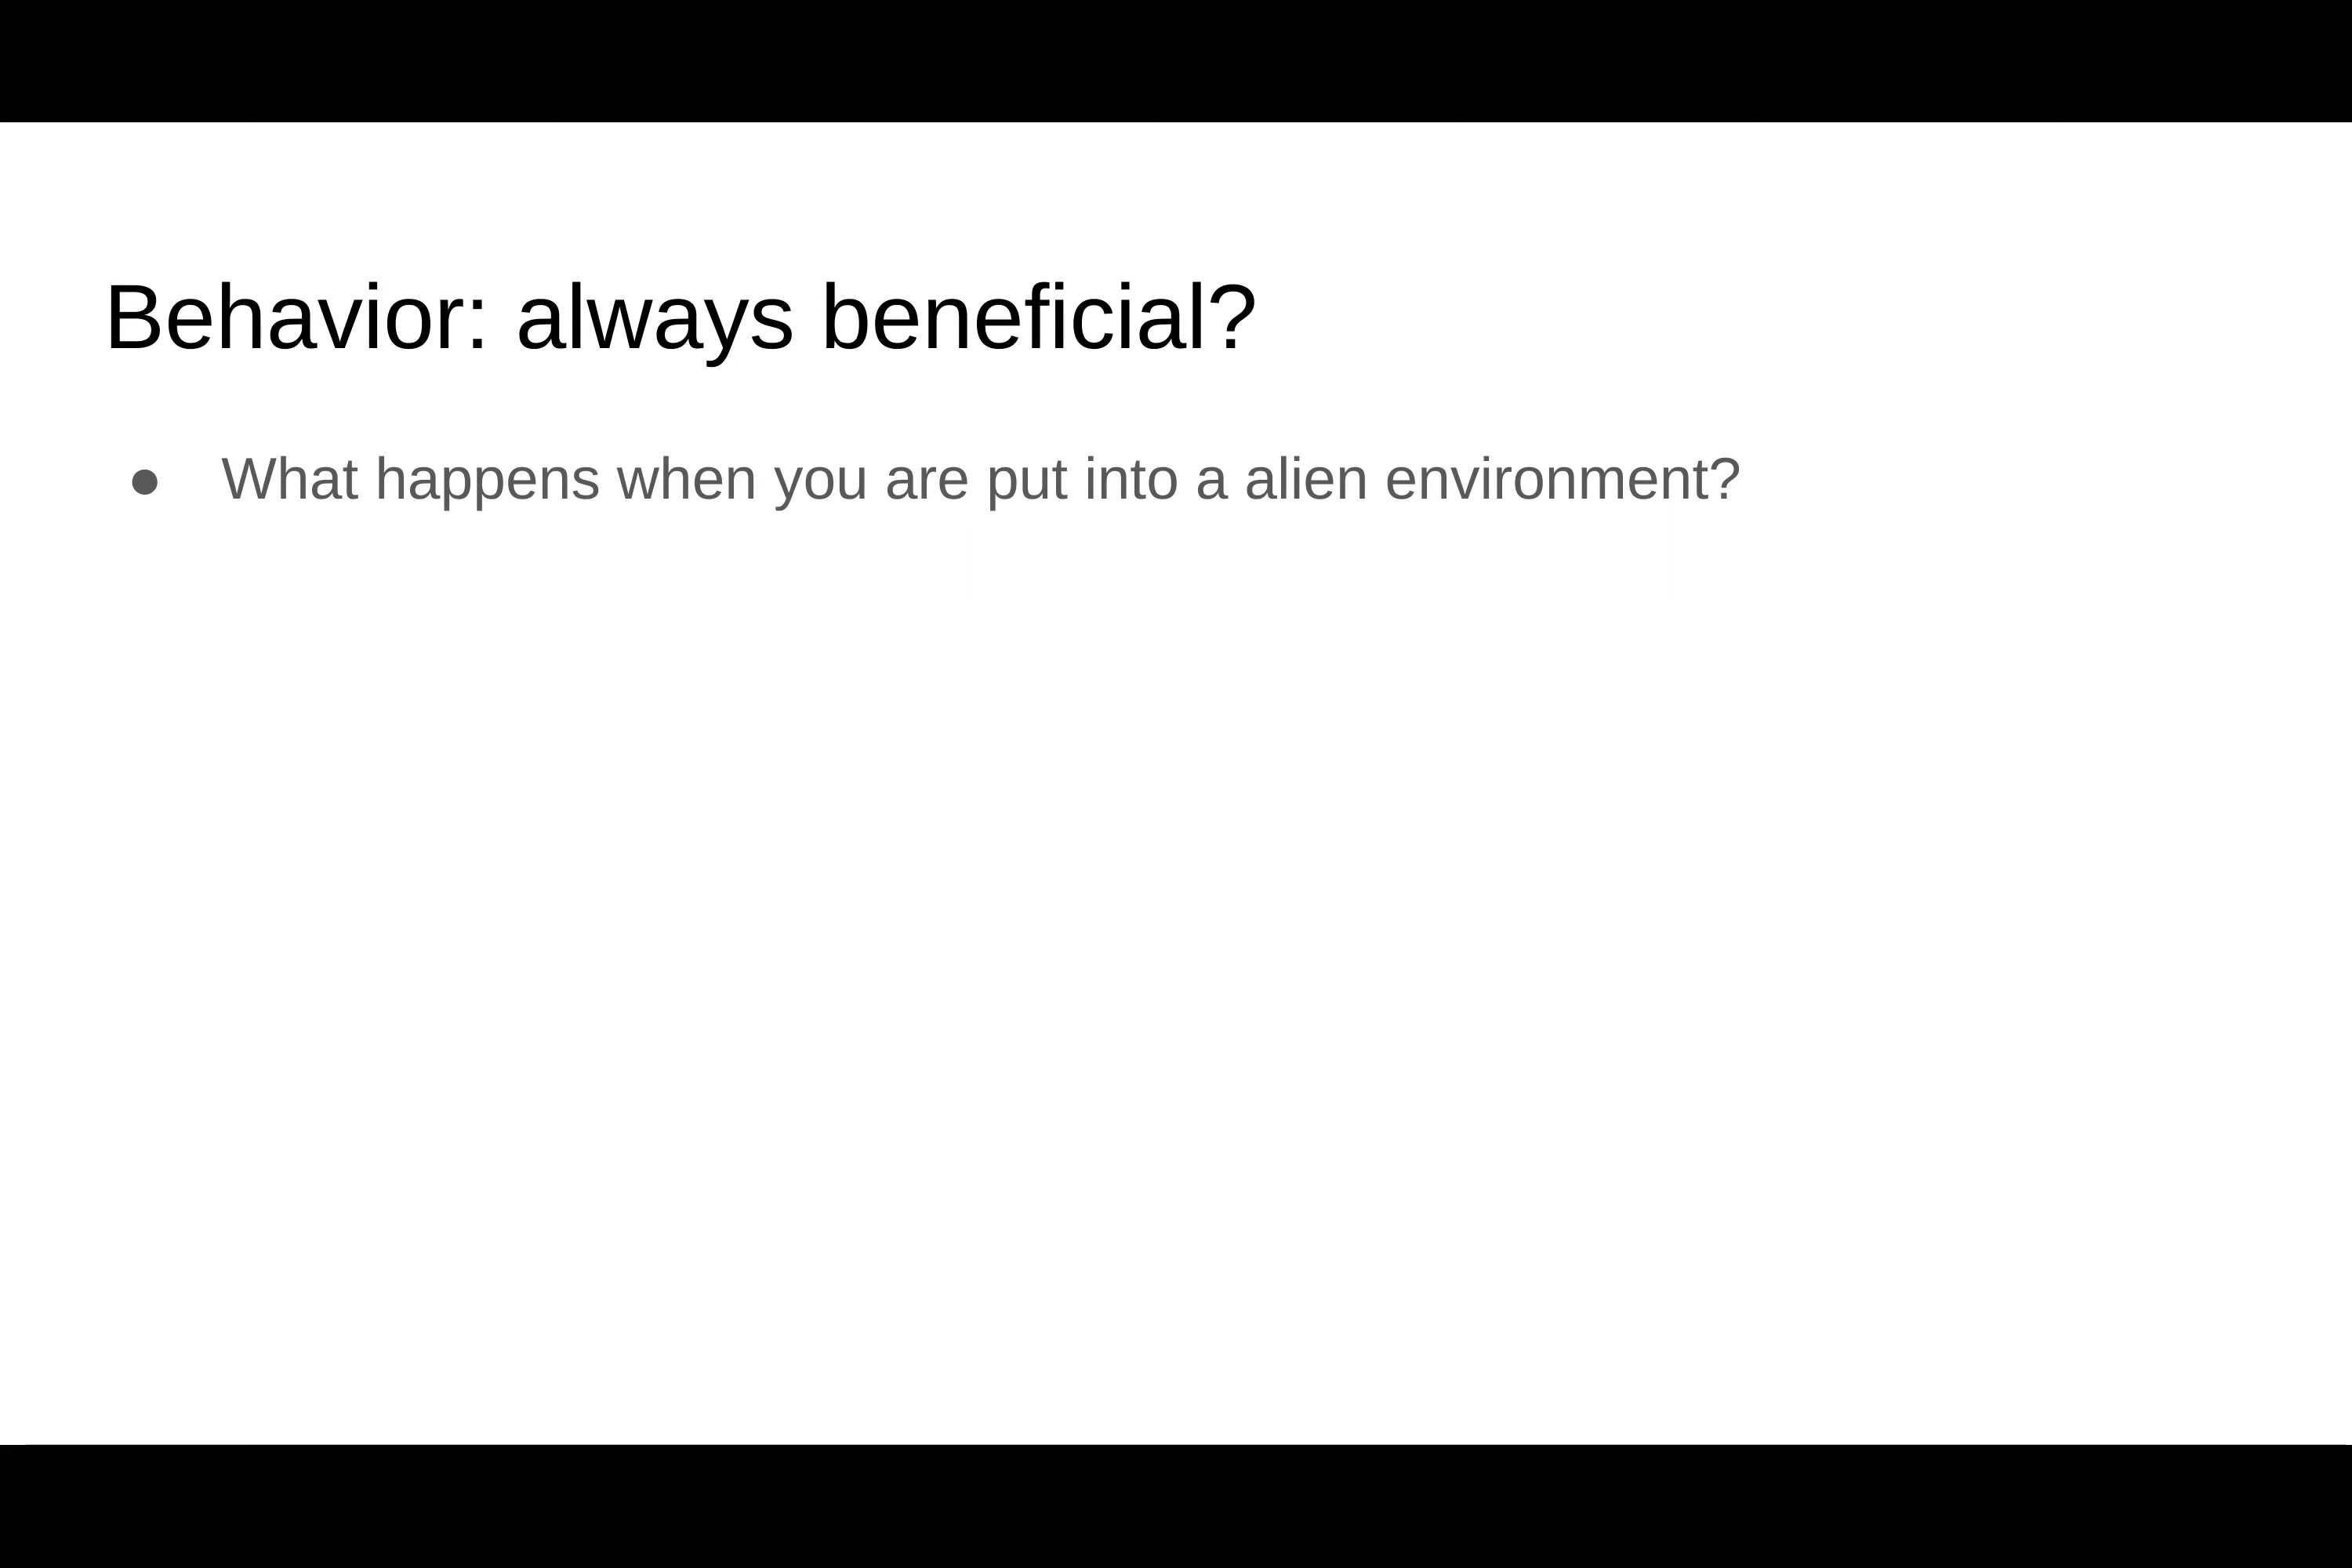 Behavior: always beneficial?
● What happens when you are put into a alien environment?